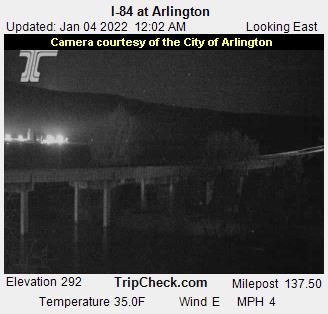 I-84 at Arlington
Updated: Jan 04 2022 12:02 AM Looking East
Camera courtesy of the City of Arlington
Elevation 292 TripCheck.com Milepost 137.50
Temperature 35.0F Wind E MPH 4